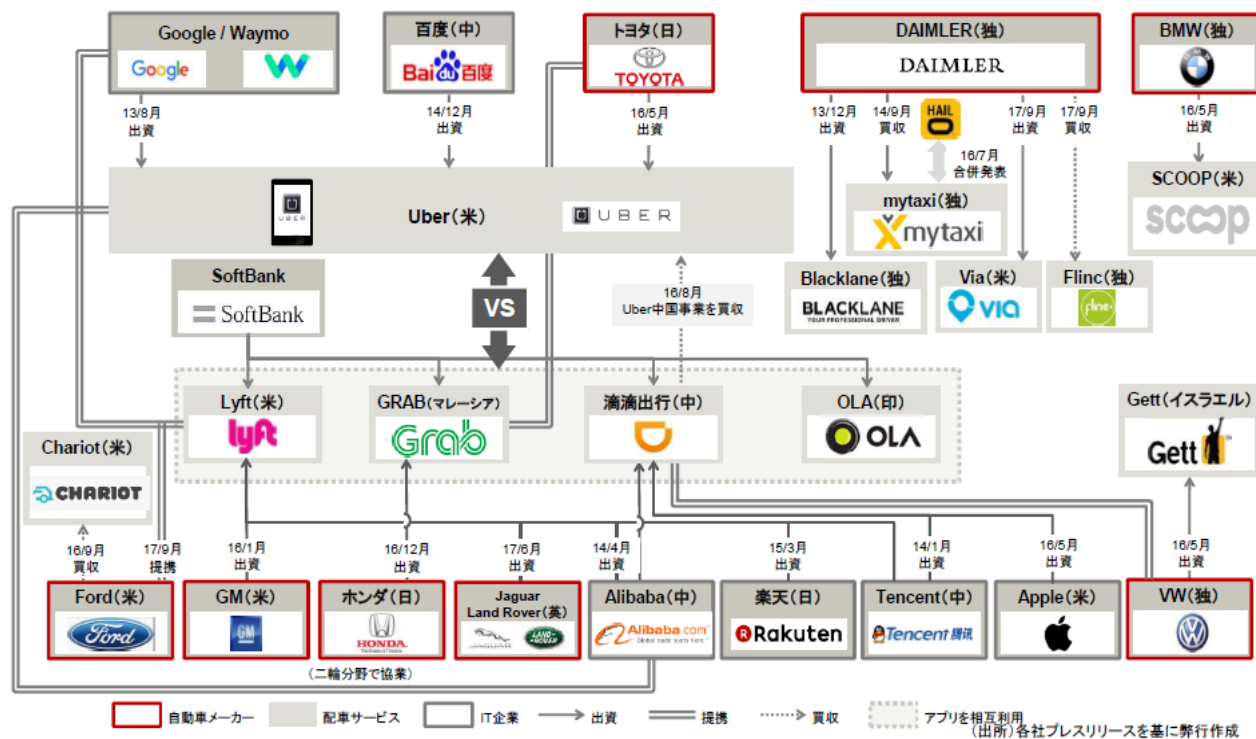 Google / Waymo
Google
百度(中)
Bai du 百度
トヨタ(日)
TOYOTA
DAIMLER(独)
DAIMLER
BMW(独)
13/8月
出資
14/12月
出資
16/5月
出資
13/12月
出資
14/9月
買収
HAIL
O
17/9月
出資
17/9月
買収
16/5月
出資
16/7月
合併発表
UBER
Uber(米)
UBER
mytaxi(独)
mytaxi
SCOOP(米)
scoop
SoftBank
SoftBank
VS
16/8月
Uber中国事業を買収
Blacklane(独)
BLACKLANE
YOUR PROFESSIONAL DRIVER
Via(米)
via
Flinc(独)
flinc
Lyft(米)
lyft
GRAB(マレーシア)
Grab
滴滴出行(中)
OLA(印)
OLA
Gett(イスラエル)
Gett
Chariot(米)
CHARIOT
16/9月
買収
17/9月
提携
16/1月
出資
16/12月
出資
17/6月
出資
14/4月
出資
15/3月
出資
14/1月
出資
16/5月
出資
16/5月
出資
Ford(米)
Ford
GM(米)
GM
ホンダ(日)
HONDA
Jaguar
Land Rover(英)
JAGUAR
LAND ROVER
Alibaba(中)
Alibaba.com
Global trade starts here.
楽天(日)
Rakuten
Tencent(中)
Tencent 腾讯
Apple(米)
VW(独)
(二輪分野で協業)
自動車メーカー
配車サービス
IT企業
出資
提携
買収
アプリを相互利用
(出所)各社プレスリリースを基に弊行作成